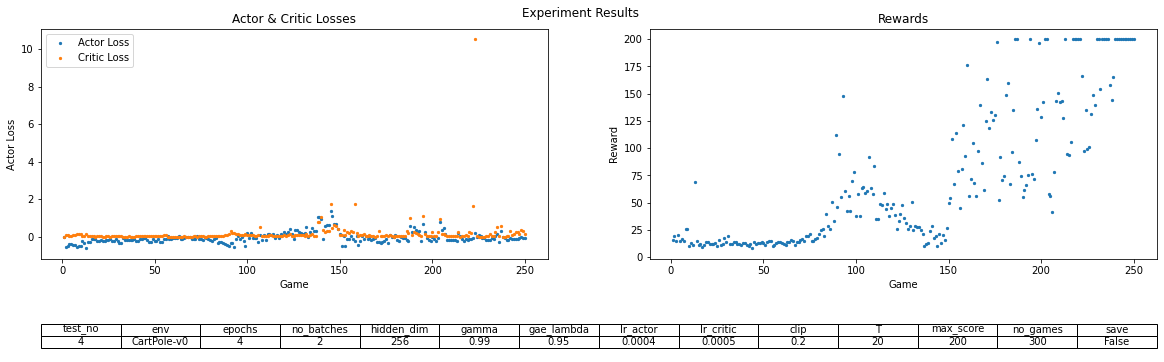 Experiment Results
Actor & Critic Losses
Actor Loss
Critic Loss
10
8
6
4
2
0
Actor Loss
0 50 100 150 200 250
Game
Rewards
200
175
150
125
100
75
50
25
0
Reward
0 50 100 150 200 250
Game
test_no env epochs no_batches hidden_dim gamma gae_lambda lr_actor lr_critic clip T max_score no_games save
4 CartPole-v0 4 2 256 0.99 0.95 0.0004 0.0005 0.2 20 200 300 False